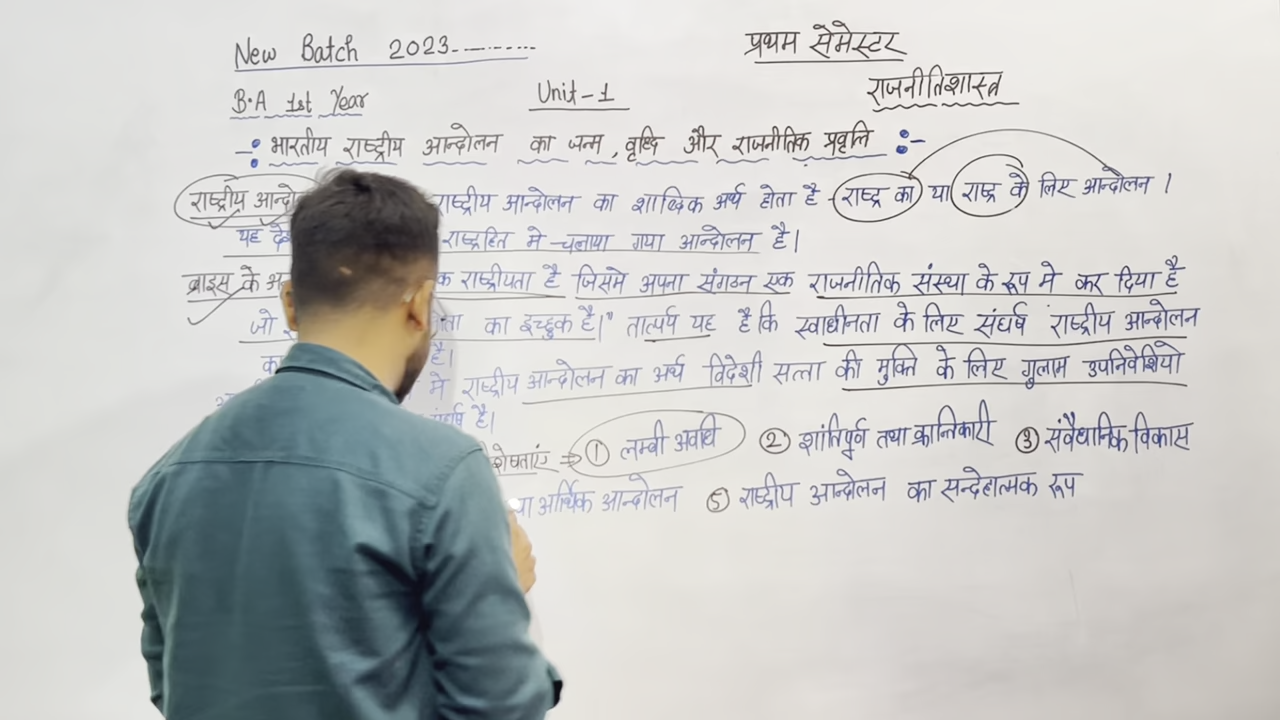 New Batch 2023----------
प्रथम सेमेस्टर
B.A 1st Year
Unit-1
राजनीतिशास्त्र
-: भारतीय राष्ट्रीय आन्दोलन का जन्म, वृध्दि और राजनीतिक प्रवृत्ति :-
राष्ट्रीय आन्दो राष्ट्रीय आन्दोलन का शाब्दिक अर्थ होता है - राष्ट्र का या राष्ट्र के लिए आन्दोलन ।
यह दे राष्ट्रहित मे चलाया गया आन्दोलन है।
ब्राइस के अ क राष्ट्रीयता है जिसमे अपना संगठन एक राजनीतिक संस्था के रूप मे कर दिया है
जो ता का इच्छुक है।" तात्पर्य यह है कि स्वाधीनता के लिए संघर्ष राष्ट्रीय आन्दोलन
का है।
मे राष्ट्रीय आन्दोलन का अर्थ विदेशी सत्ता की मुक्ति के लिए गुलाम उपनिवेशियो
संघर्ष है।
शेषताएं → ① लम्बी अवधि ② शांतिपूर्व तथा क्रान्तिकारी ③ संवैधानिक विकास
था आर्थिक आन्दोलन ⑤ राष्ट्रीय आन्दोलन का सन्देहात्मक रूप